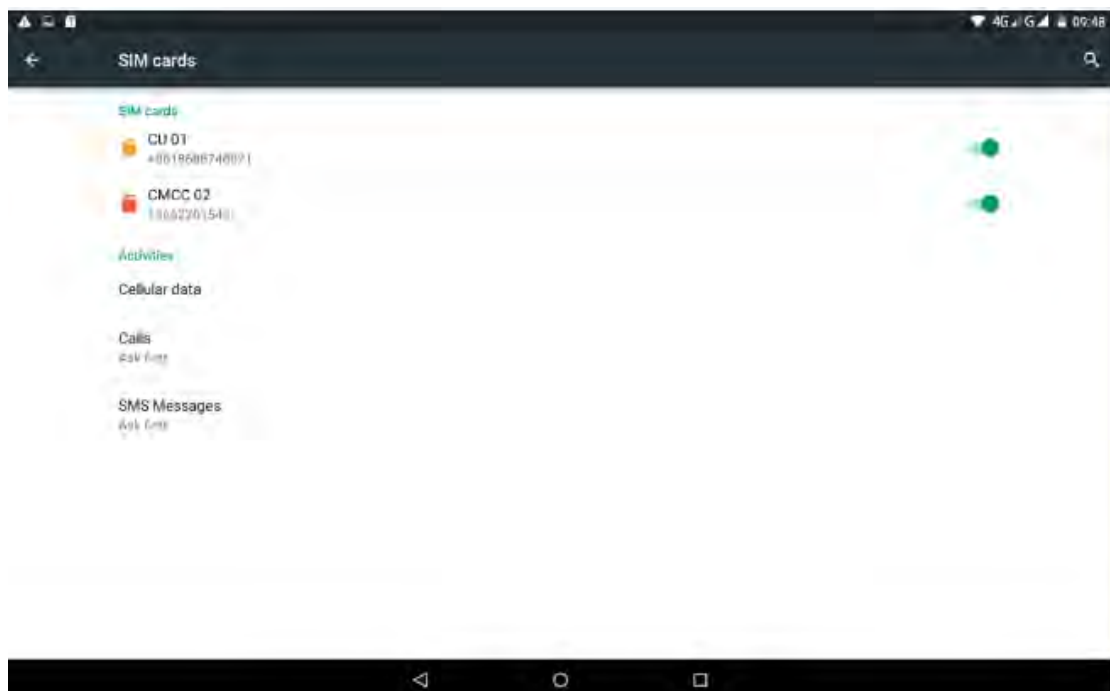 4G G 09:48
SIM cards
SIM cards
CU 01
CMCC 02
Activities
Cellular data
Calls
Ask first
SMS Messages
Ask first